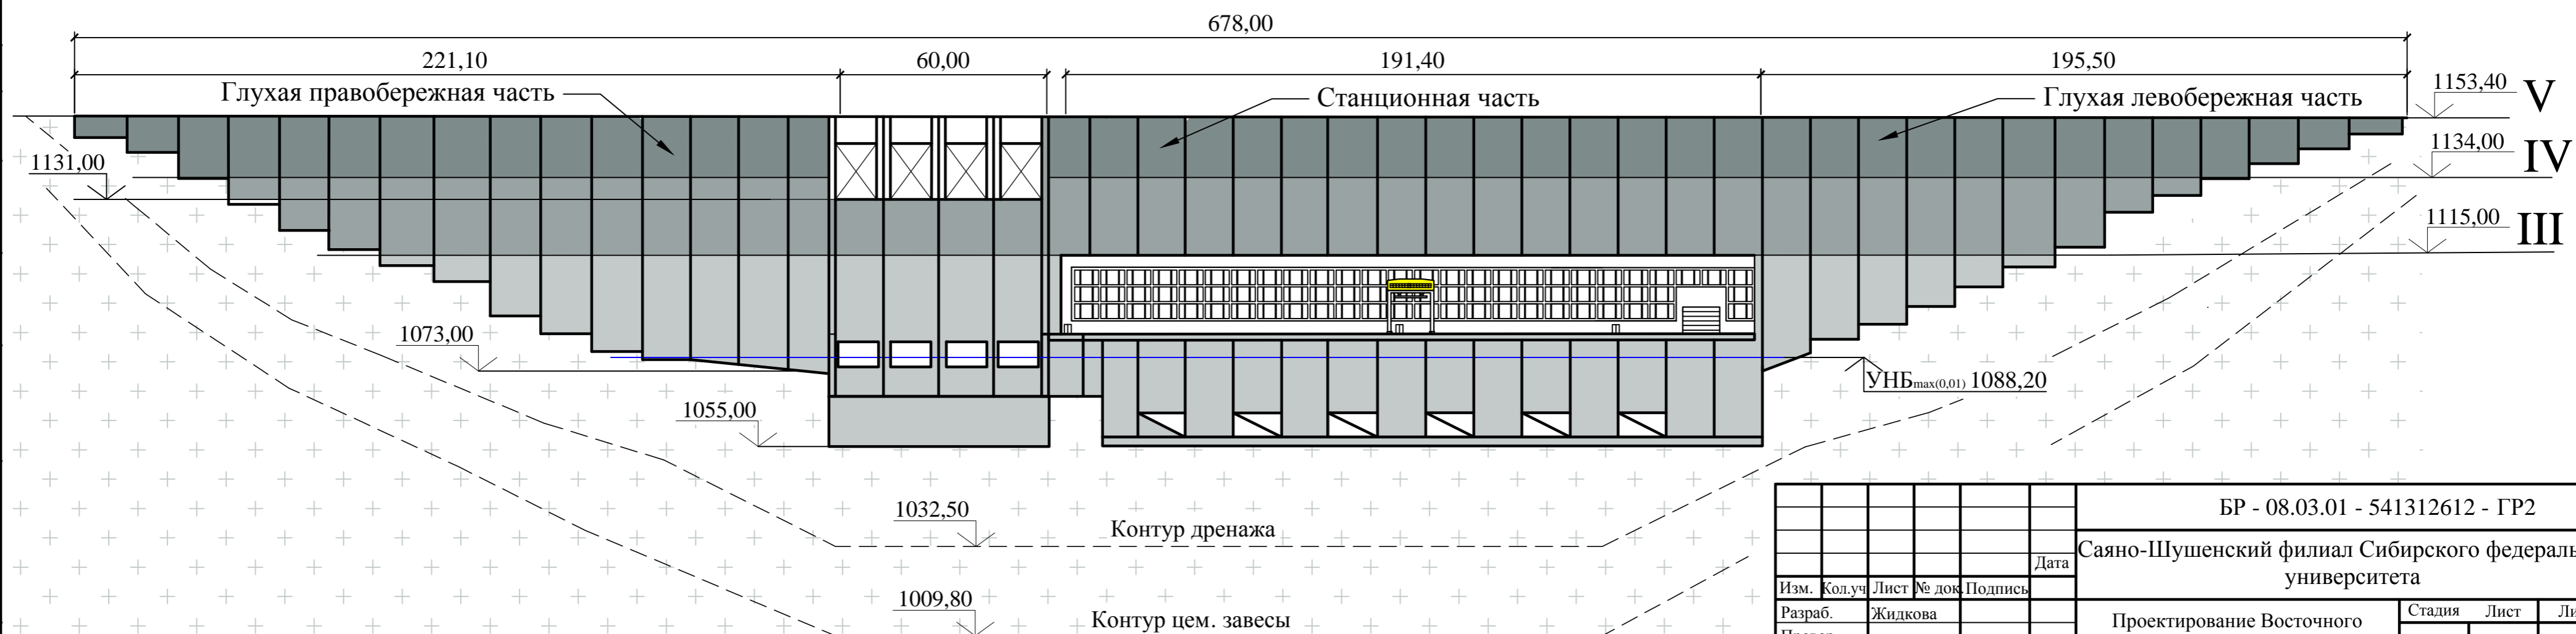 678,00
221,10
60,00
191,40
195,50
Глухая правобережная часть
Станционная часть
Глухая левобережная часть
1153,40
V
1134,00
IV
1131,00
1115,00
III
1073,00
УНБmax(0,01) 1088,20
1055,00
1032,50
Контур дренажа
1009,80
Контур цем. завесы
БР - 08.03.01 - 541312612 - ГР2
Саяно-Шушенский филиал Сибирского
университета
Дата
Изм. Кол.уч Лист № док. Подпись
Разраб. Жидкова
Проектирование Восточного
Стадия Лист